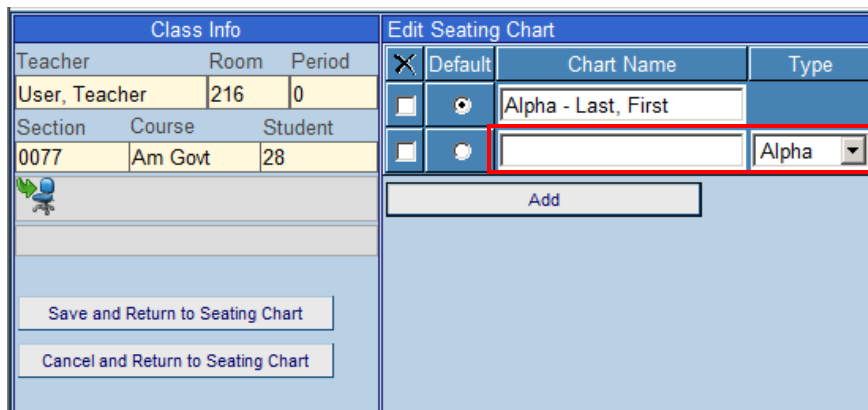 Class Info
Teacher Room Period
User, Teacher 216 0
Section Course Student
0077 Am Govt 28
Save and Return to Seating Chart
Cancel and Return to Seating Chart
Edit Seating Chart
Default Chart Name Type
Alpha - Last, First
Alpha
Add